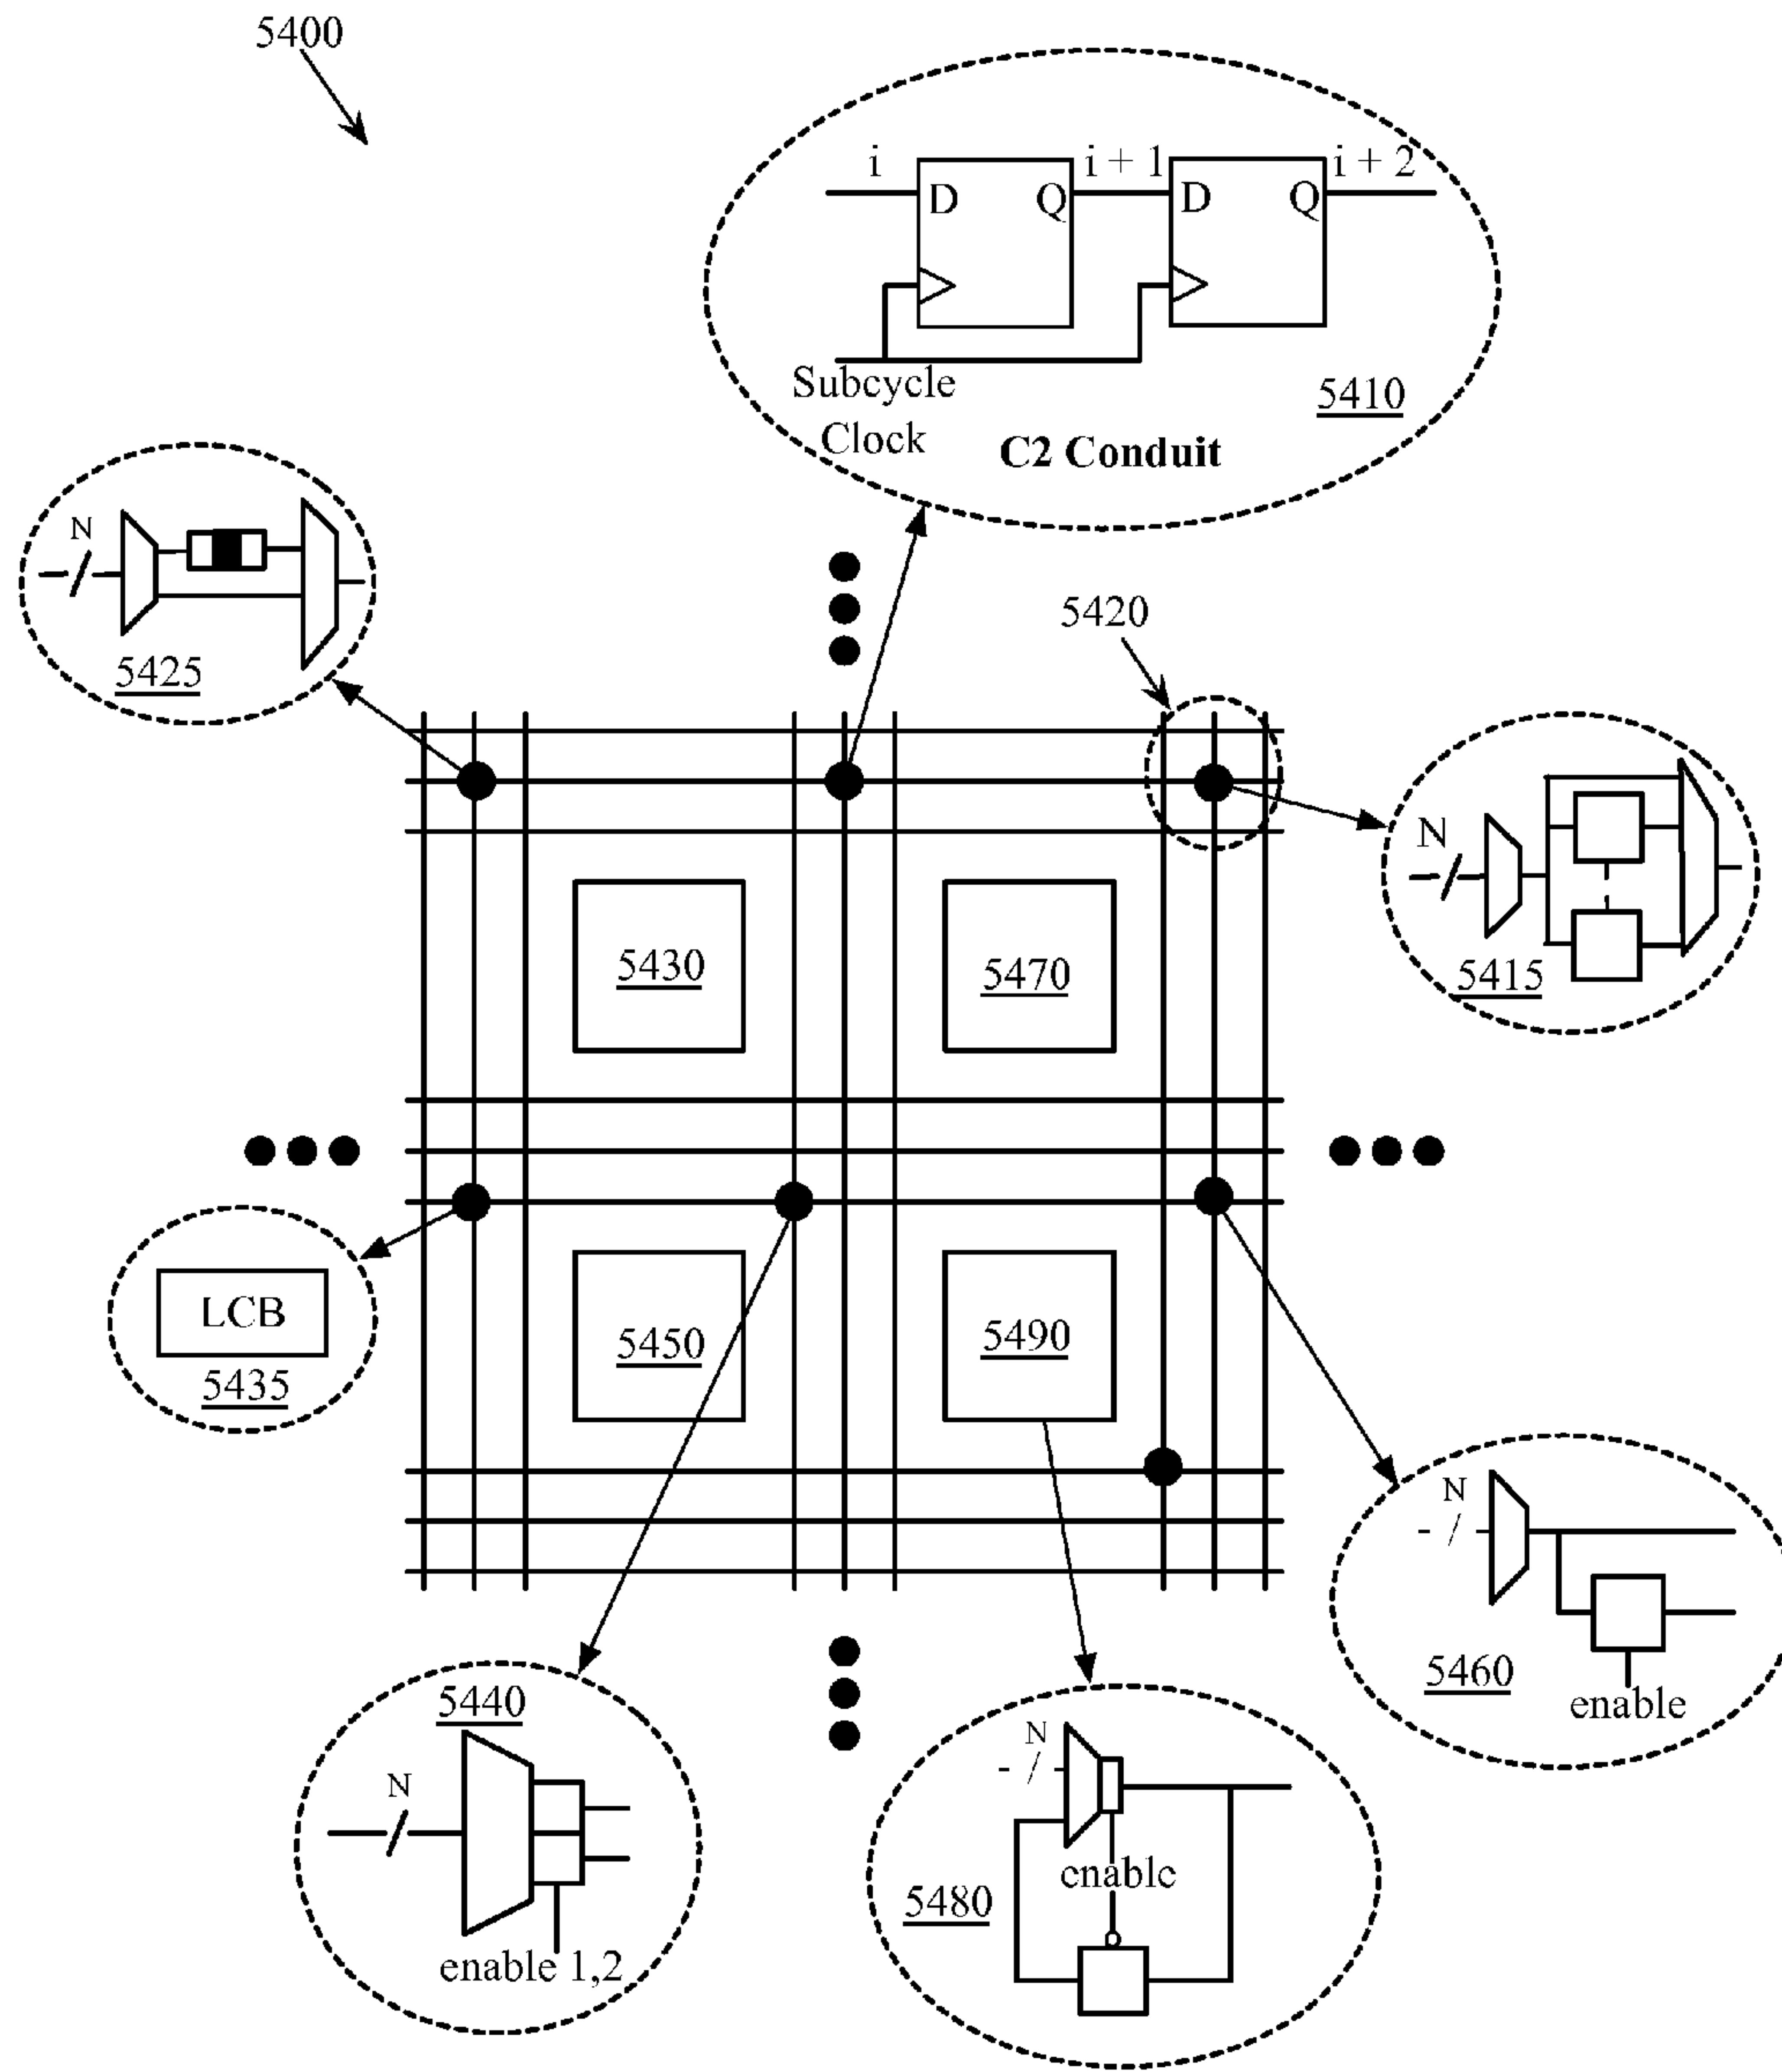 5400
i
i + 1
i + 2
D
Q
D
Q
Subcycle
Clock
5410
C2 Conduit
N
5425
5420
N
5415
5430
5470
LCB
5435
5450
5490
N
5460
enable
5440
N
enable 1,2
N
enable
5480